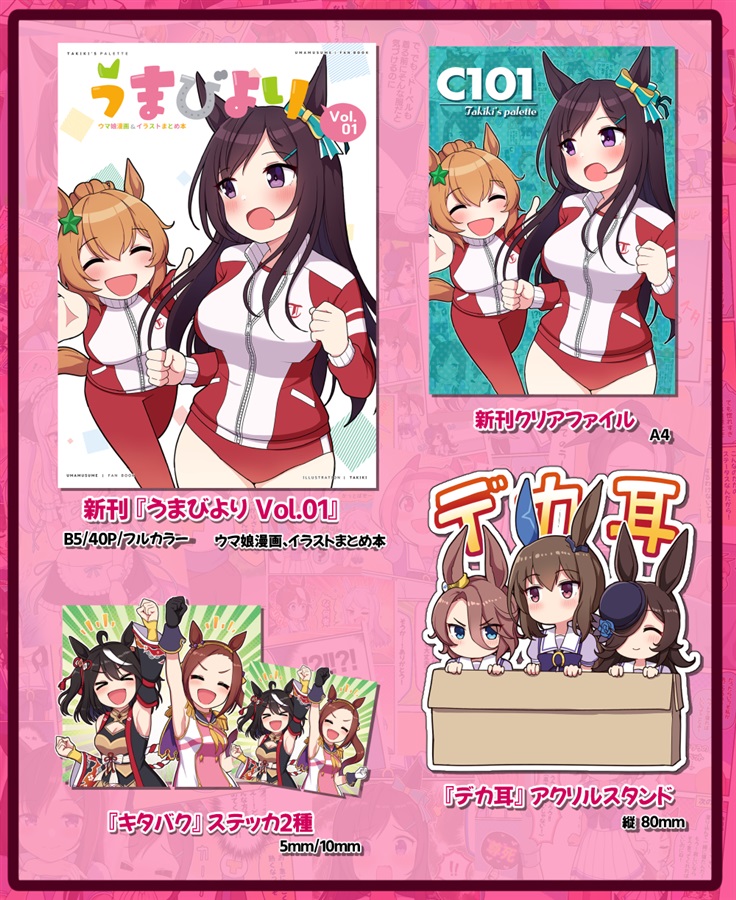 TAKIKI'S PALETTE
UMAMUSUME | FAN BOOK
うまびより
ウマ娘漫画&イラストまとめ本
Vol.
01
UMAMUSUME | FAN BOOK
ILLUSTRATION | TAKIKI
新刊『うまびより Vol.01』
B5/40P/フルカラー ウマ娘漫画、イラストまとめ本
C101
Takiki's palette
新刊クリアファイル
A4
!?!!?!
『キタバク』ステッカ2種
5mm/10mm
デカ耳
『デカ耳』アクリルスタンド
縦 80mm